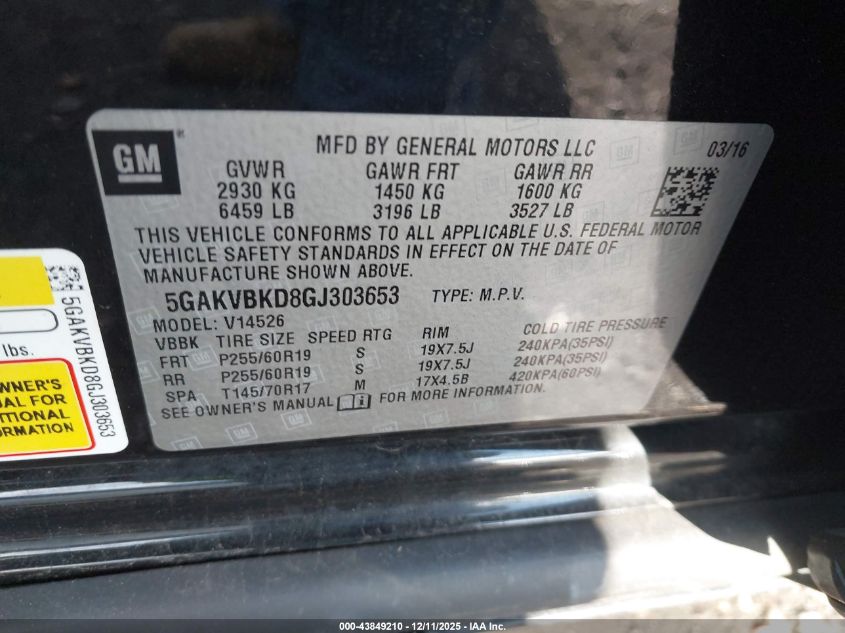 GM ®
MFD BY GENERAL MOTORS LLC 03/16
GVWR GAWR FRT GAWR RR
2930 KG 1450 KG 1600 KG
6459 LB 3196 LB 3527 LB
THIS VEHICLE CONFORMS TO ALL APPLICABLE U.S. FEDERAL MOTOR
VEHICLE SAFETY STANDARDS IN EFFECT ON THE DATE OF
MANUFACTURE SHOWN ABOVE.
5GAKVBKD8GJ303653 TYPE: M.P.V.
MODEL: V14526
VBBK TIRE SIZE SPEED RTG RIM COLD TIRE PRESSURE
FRT P255/60R19 S 19X7.5J 240KPA(35PSI)
RR P255/60R19 S 19X7.5J 240KPA(35PSI)
SPA T145/70R17 M 17X4.5B 420KPA(60PSI)
SEE OWNER'S MANUAL FOR MORE INFORMATION.
lbs.
OWNER'S
FOR
5GAKVBKD8GJ303653
000-43849210 - 12/11/2025 - IAA Inc.